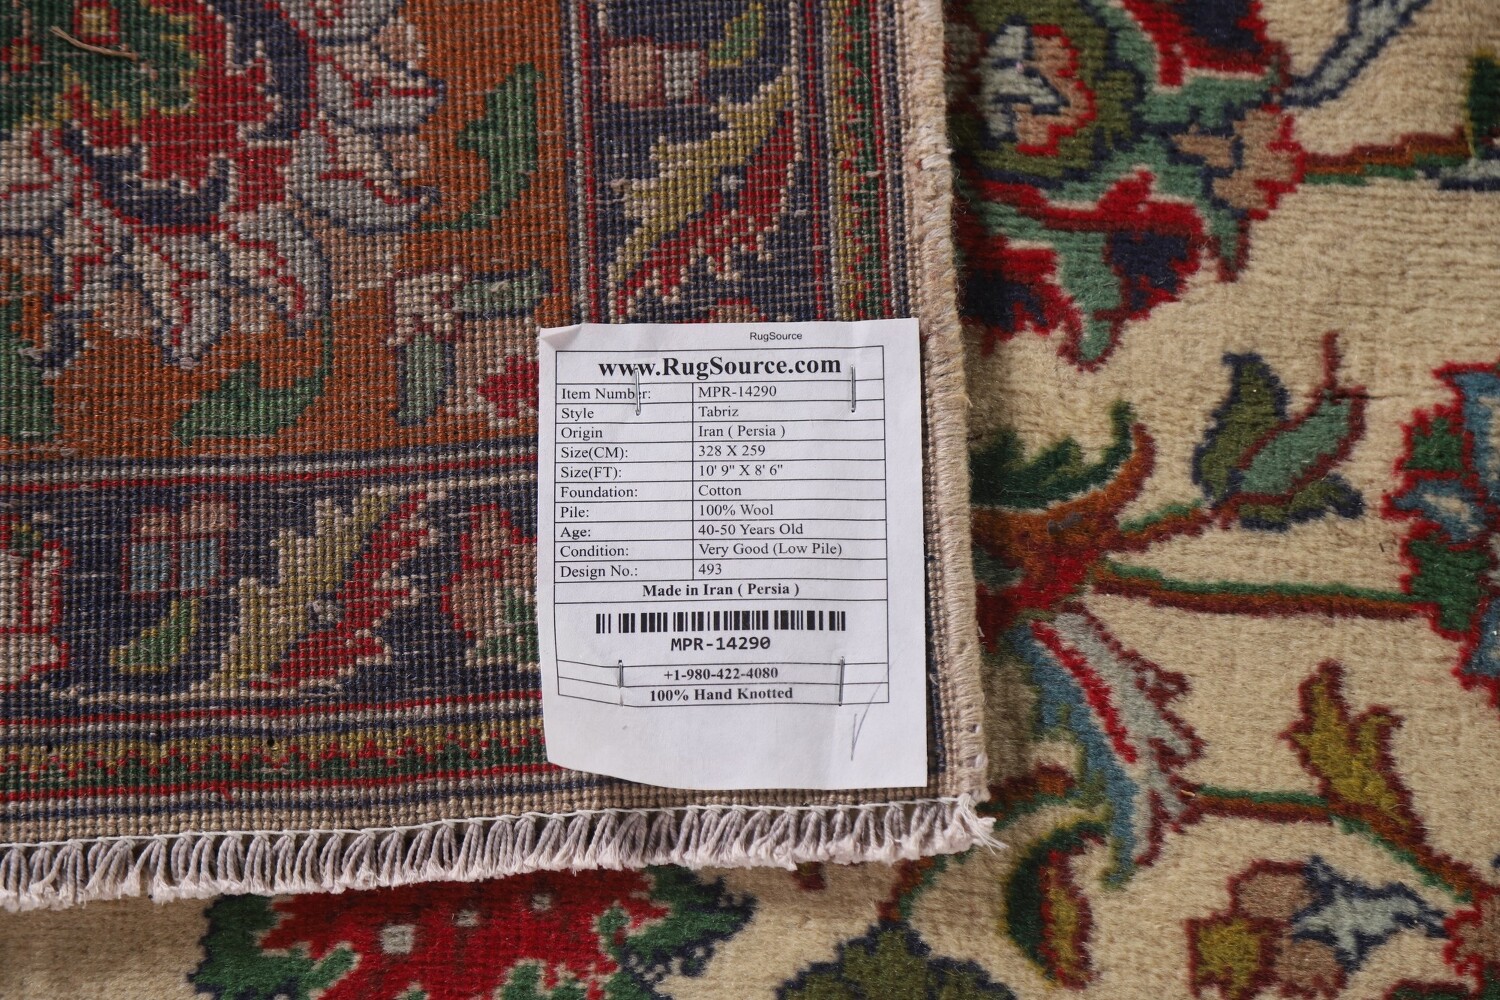 RugSource
www.RugSource.com
Item Number: MPR-14290
Style Tabriz
Origin Iran ( Persia )
Size(CM): 328 X 259
Size(FT): 10' 9" X 8' 6"
Foundation: Cotton
Pile: 100% Wool
Age: 40-50 Years Old
Condition: Very Good (Low Pile)
Design No.: 493
Made in Iran ( Persia )
MPR-14290
+1-980-422-4080
100% Hand Knotted